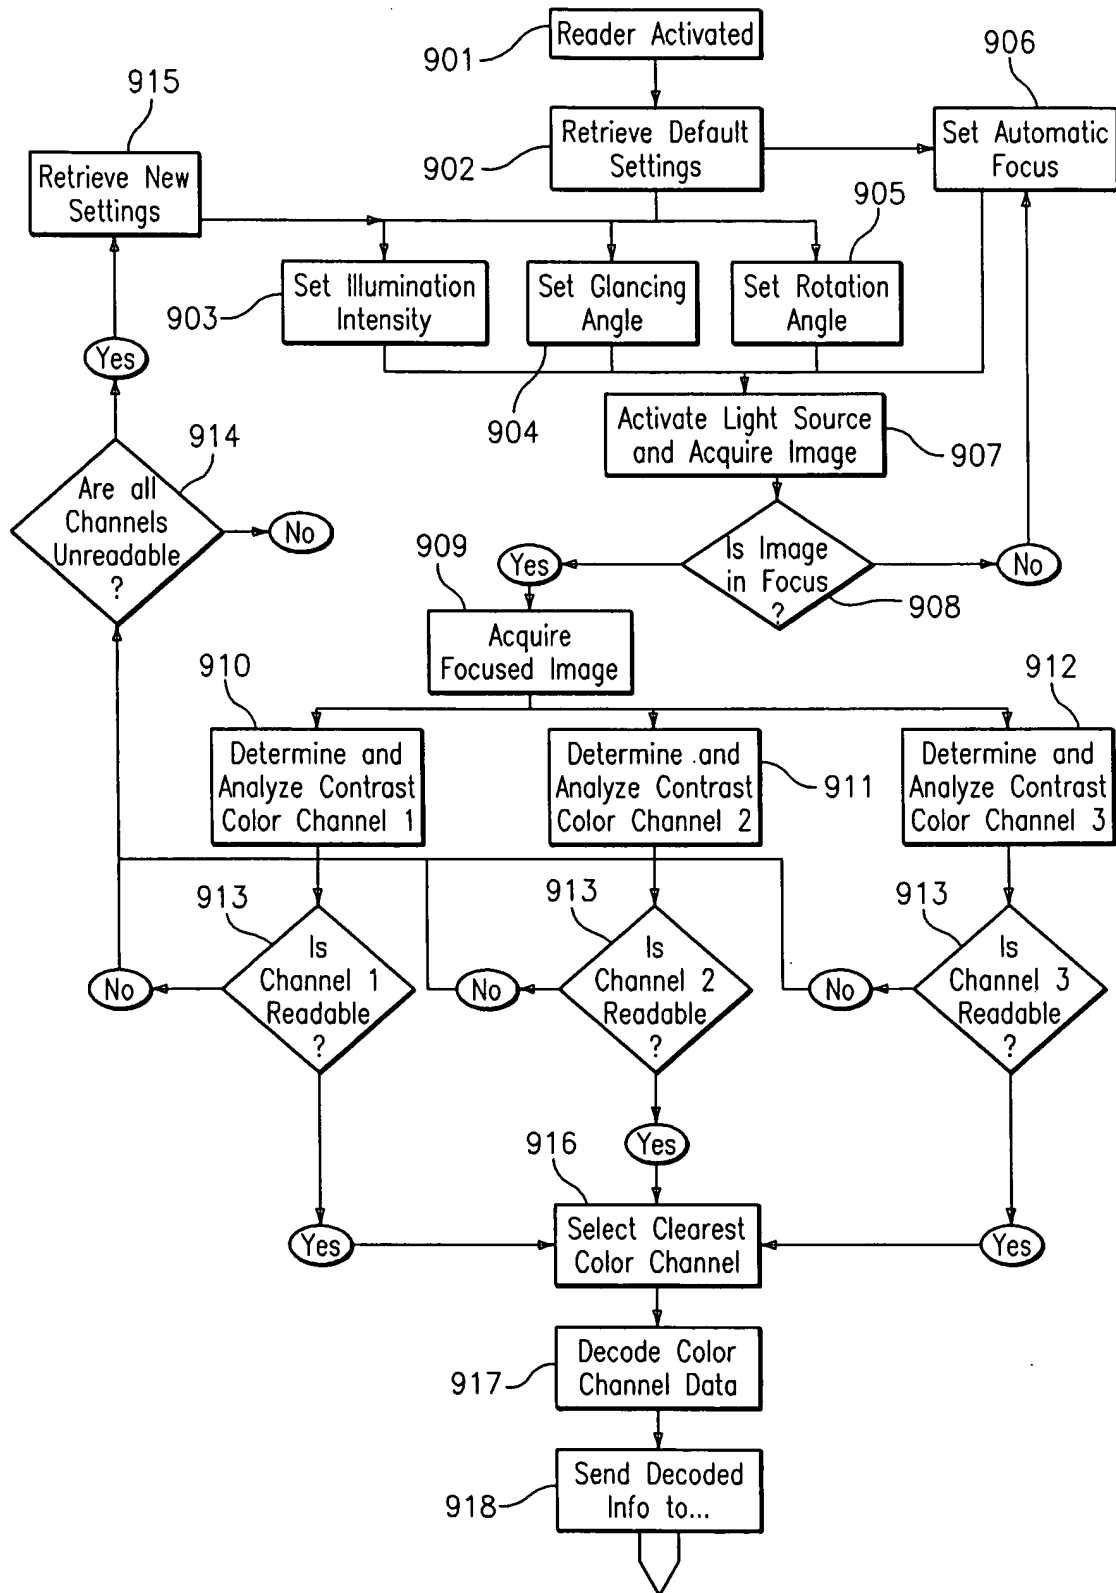 901
Reader Activated
906
915
902
Retrieve Default
Settings
Set Automatic
Focus
Retrieve New
Settings
905
903
Set Illumination
Intensity
Set Glancing
Angle
Set Rotation
Angle
Yes
904
Activate Light Source
and Acquire Image
907
914
Are all
Channels
Unreadable
?
No
909
Yes
Is Image
in Focus
?
No
908
Acquire
Focused Image
910
912
Determine and
Analyze Contrast
Color Channel 1
Determine and
Analyze Contrast
Color Channel 2
911
Determine and
Analyze Contrast
Color Channel 3
913
Is
Channel 1
Readable
?
No
913
Is
Channel 2
Readable
?
No
913
Is
Channel 3
Readable
?
No
916
Yes
Yes
Select Clearest
Color Channel
Yes
917
Decode Color
Channel Data
918
Send Decoded
Info to...